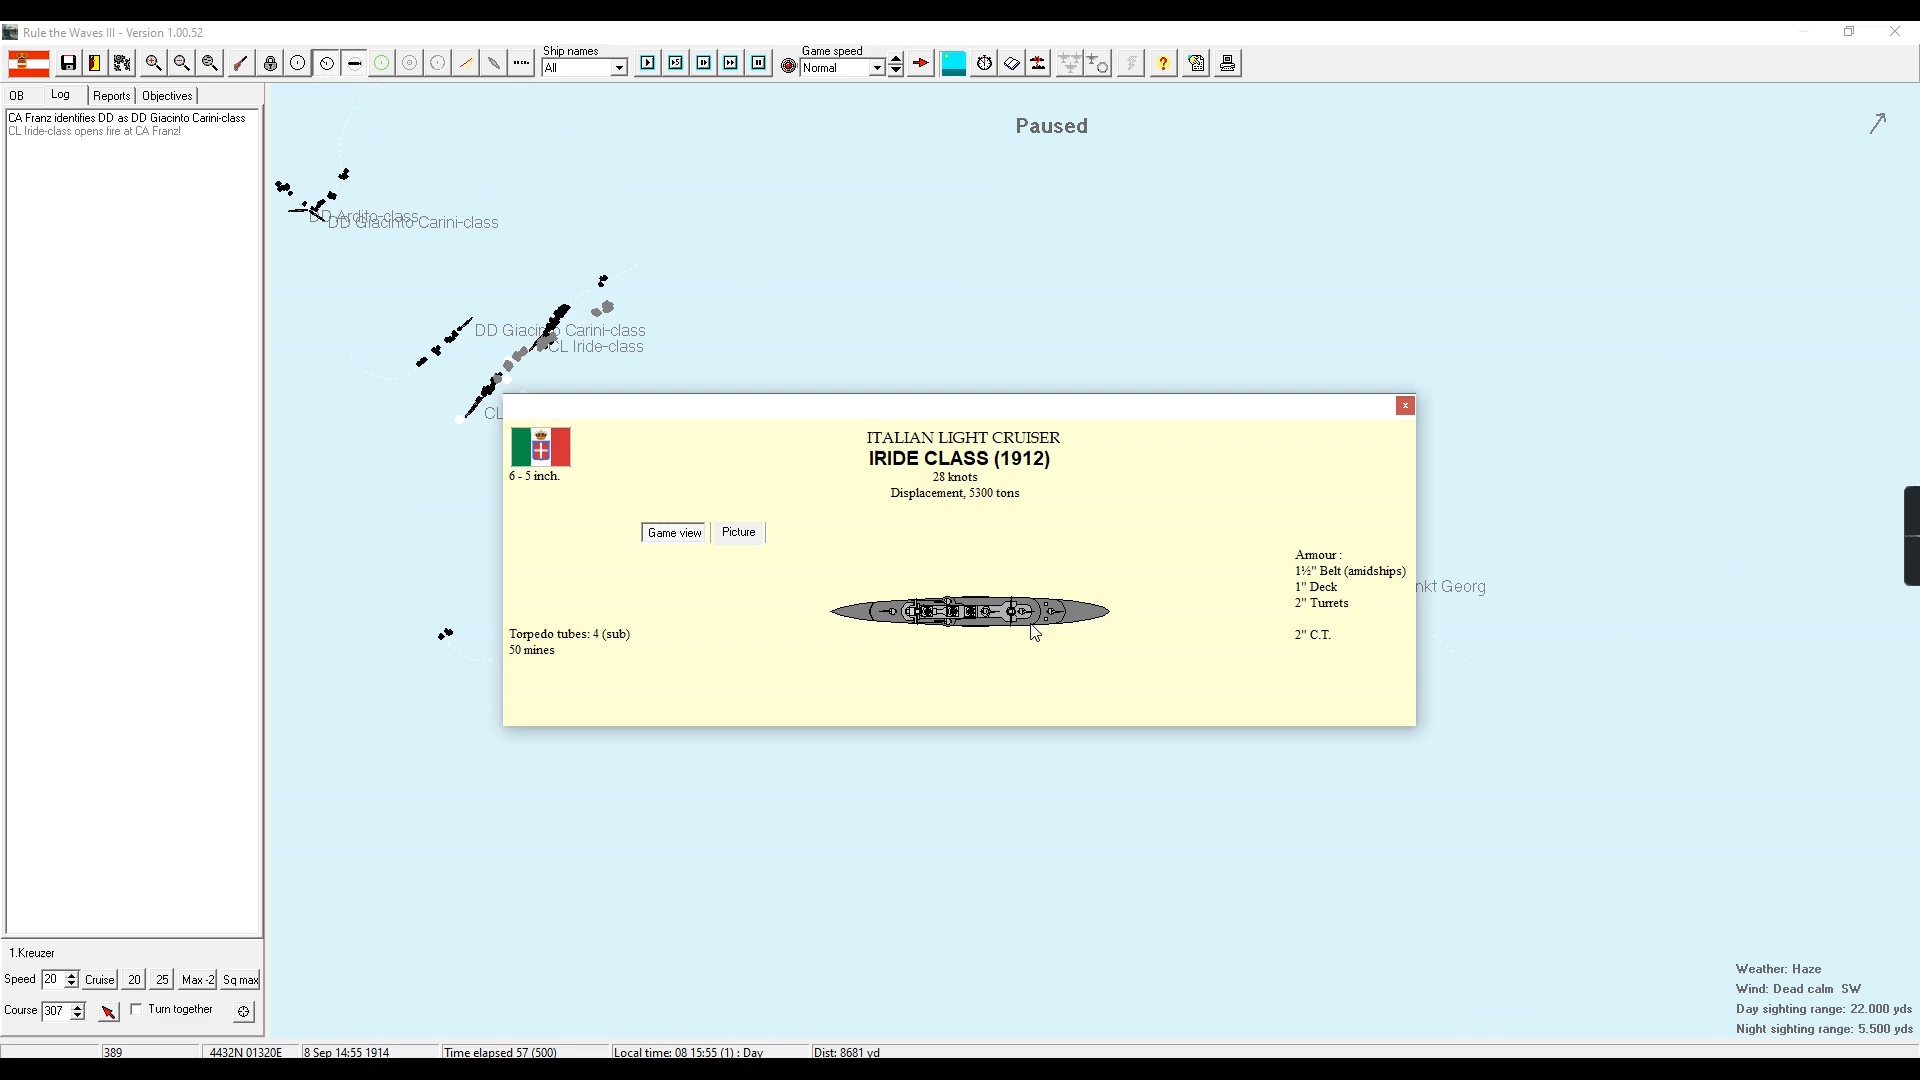 Rule the Waves III - Version 1.00.52
Ship names
All
Game speed
Normal
OB
Log
Reports
Objectives
CA Franz identifies DD as DD Giacinto Carini-class
CL Iride-class opens fire at CA Franz!
Paused
DD Ardito-class
DD Giacinto Carini-class
DD Giacinto Carini-class
CL Iride-class
CL
x
ITALIAN LIGHT CRUISER
IRIDE CLASS (1912)
28 knots
Displacement, 5300 tons
6 - 5 inch.
Game view
Picture
Armour :
1½" Belt (amidships)
1" Deck
2" Turrets
2" C.T.
Torpedo tubes: 4 (sub)
50 mines
nkt Georg
1.Kreuzer
Speed 20 Cruise 20 25 Max -2 Sq max
Course 307 Turn together
Weather: Haze
Wind: Dead calm SW
Day sighting range: 22.000 yds
Night sighting range: 5.500 yds
389
4432N 01320E
8 Sep 14:55 1914
Time elapsed 57 (500)
Local time: 08 15:55 (1) : Day
Dist: 8681 yd